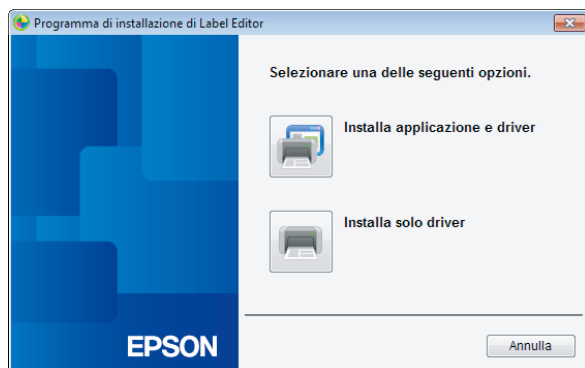 Programma di installazione di Label Editor
Selezionare una delle seguenti opzioni.
Installa applicazione e driver
Installa solo driver
EPSON
Annulla